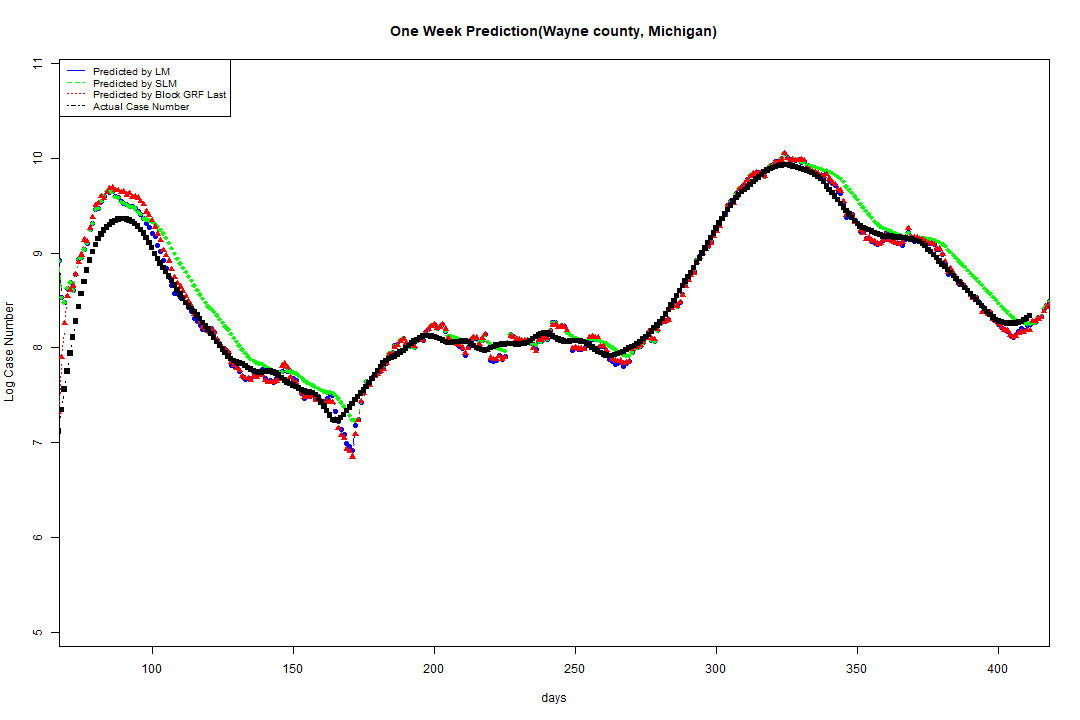 One Week Prediction(Wayne county, Michigan)
Predicted by LM
Predicted by SLM
Predicted by Block GRF Last
Actual Case Number
Log Case Number
11
10
9
8
7
6
5
100 150 200 250 300 350 400
days